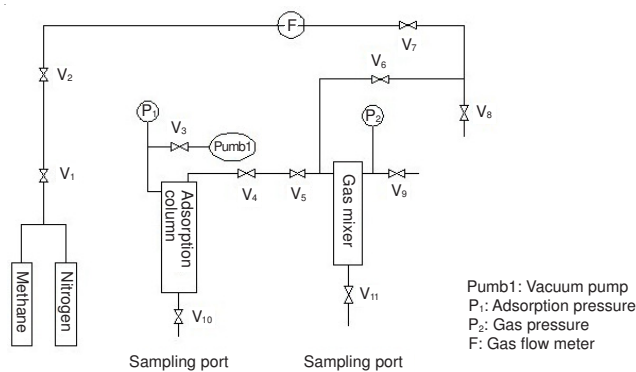 F
V7
V6
V2
P1
P2
V8
V3
Pumb1
V1
V4
V5
V9
Adsorption
column
Gas mixer
Methane
Nitrogen
V10
V11
Pumb1: Vacuum pump
P1: Adsorption pressure
P2: Gas pressure
F: Gas flow meter
Sampling port
Sampling port